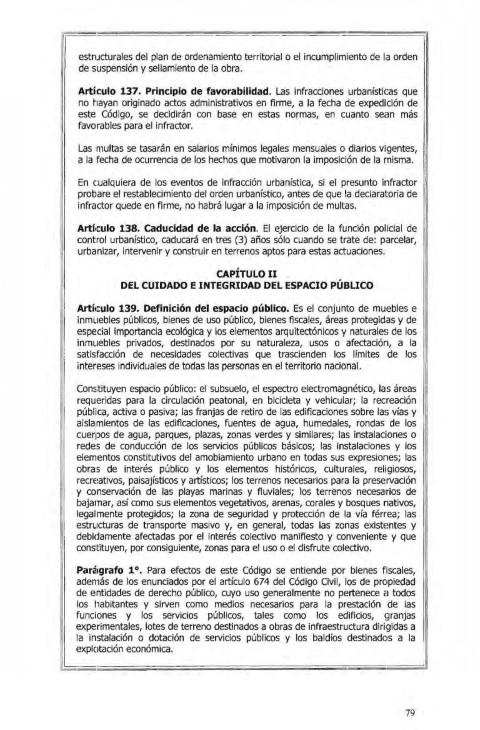 estructurales del plan de ordenamiento territorial o el incumplimiento de la orden
de suspensión y sellamiento de la obra.
Artículo 137. Principio de favorabilidad. Las infracciones urbanísticas que
no hayan originado actos administrativos en firme, a la fecha de expedición de
este Código, se decidirán con base en estas normas, en cuanto sean más
favorables para el infractor.
Las multas se tasarán en salarios mínimos legales mensuales o diarios vigentes,
a la fecha de ocurrencia de los hechos que motivaron la imposición de la misma.
En cualquiera de los eventos de infracción urbanística, si el presunto infractor
probare el restablecimiento del orden urbanístico, antes de que la declaratoria de
infractor quede en firme, no habrá lugar a la imposición de multas.
Artículo 138. Caducidad de la acción. El ejercicio de la función policial de
control urbanístico, caducará en tres (3) años sólo cuando se trate de: parcelar,
urbanizar, intervenir y construir en terrenos aptos para estas actuaciones.
CAPÍTULO II
DEL CUIDADO E INTEGRIDAD DEL ESPACIO PÚBLICO
Artículo 139. Definición del espacio público. Es el conjunto de muebles e
inmuebles públicos, bienes de uso público, bienes fiscales, áreas protegidas y de
especial importancia ecológica y los elementos arquitectónicos y naturales de los
inmuebles privados, destinados por su naturaleza, usos o afectación, a la
satisfacción de necesidades colectivas que trascienden los límites de los
intereses individuales de todas las personas en el territorio nacional.
Constituyen espacio público: el subsuelo, el espectro electromagnético, las áreas
requeridas para la circulación peatonal, en bicicleta y vehicular; la recreación
pública, activa o pasiva; las franjas de retiro de las edificaciones sobre las vías y
aislamientos de las edificaciones, fuentes de agua, humedales, rondas de los
cuerpos de agua, parques, plazas, zonas verdes y similares; las instalaciones o
redes de conducción de los servicios públicos básicos; las instalaciones y los
elementos constitutivos del amoblamiento urbano en todas sus expresiones; las
obras de interés público y los elementos históricos, culturales, religiosos,
recreativos, paisajísticos y artísticos; los terrenos necesarios para la preservación
y conservación de las playas marinas y fluviales; los terrenos necesarios de
bajamar, así como sus elementos vegetativos, arenas, corales y bosques nativos,
legalmente protegidos; la zona de seguridad y protección de la vía férrea; las
estructuras de transporte masivo y, en general, todas las zonas existentes y
debidamente afectadas por el interés colectivo manifiesto y conveniente y que
constituyen, por consiguiente, zonas para el uso o el disfrute colectivo.
Parágrafo 1º. Para efectos de este Código se entiende por bienes fiscales,
además de los enunciados por el artículo 674 del Código Civil, los de propiedad
de entidades de derecho público, cuyo uso generalmente no pertenece a todos
los habitantes y sirven como medios necesarios para la prestación de las
funciones y los servicios públicos, tales como los edificios, granjas
experimentales, lotes de terreno destinados a obras de infraestructura dirigidas a
la instalación o dotación de servicios públicos y los baldíos destinados a la
explotación económica.
79